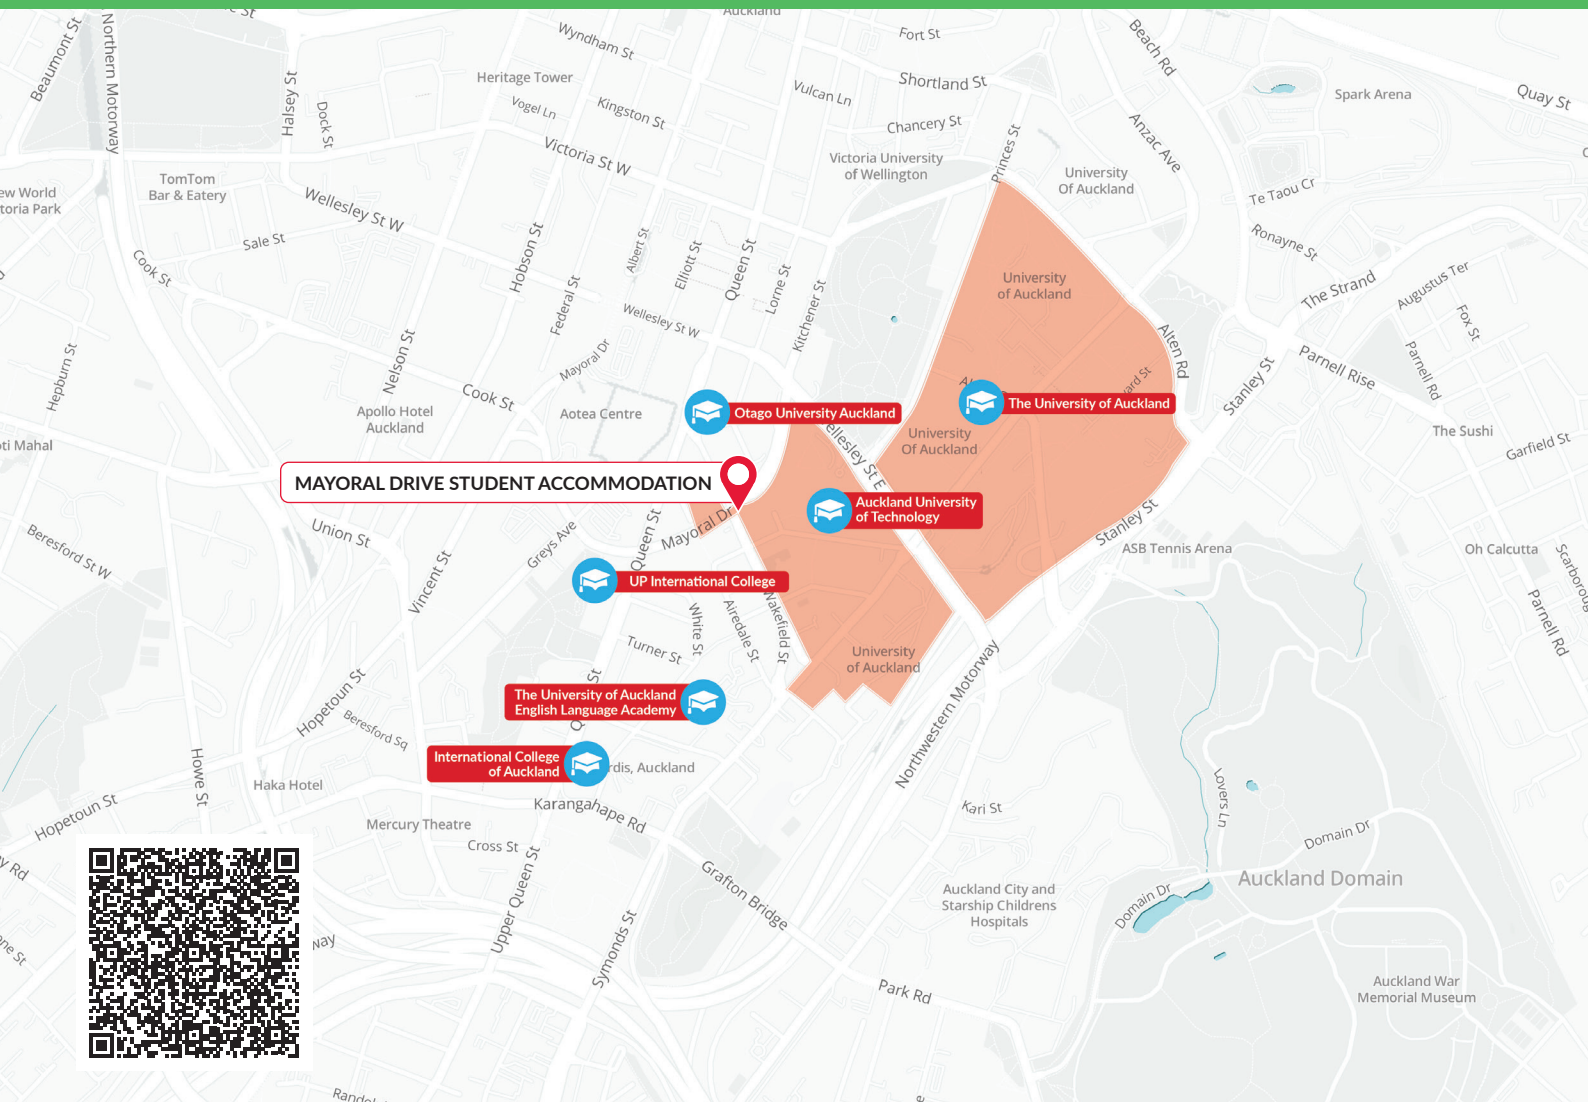 Auckland
Beaumont St
Northern Motorway
Halsey St
Dock St
Wyndham St
Heritage Tower
Vogel Ln
Kingston St
Victoria St W
Fort St
Shortland St
Vulcan Ln
Chancery St
Victoria University
of Wellington
Princes St
Beach Rd
Anzac Ave
University
Of Auckland
Spark Arena
Quay St
Te Taou Cr
Ronayne St
The Strand
Augustus Ter
Fox St
Parnell Rd
Parnell Rise
TomTom
Bar & Eatery
Wellesley St W
Sale St
Cook St
Hobson St
Albert St
Elliott St
Queen St
Lorne St
Kitchener St
Federal St
Wellesley St W
Mayoral Dr
Nelson St
Hepburn St
Cook St
Apollo Hotel
Auckland
Aotea Centre
University
of Auckland
Alten Rd
Stanley St
Otago University Auckland
The University of Auckland
University
Of Auckland
The Sushi
Garfield St
MAYORAL DRIVE STUDENT ACCOMMODATION
Auckland University
of Technology
Union St
Greys Ave
Queen St
Mayoral Dr
Stanley St
ASB Tennis Arena
Oh Calcutta
Parnell Rd
Beresford St W
Vincent St
UP International College
White St
Airedale St
Wakefield St
Turner St
University
of Auckland
Northwestern Motorway
Hopetoun St
Beresford Sq
The University of Auckland
English Language Academy
International College
of Auckland
Howe St
Haka Hotel
Hopetoun St
Karangahape Rd
Mercury Theatre
Cross St
Upper Queen St
Grafton Bridge
Symonds St
Kari St
Lovers Ln
Domain Dr
Auckland Domain
Domain Dr
Auckland City and
Starship Childrens
Hospitals
Park Rd
Auckland War
Memorial Museum